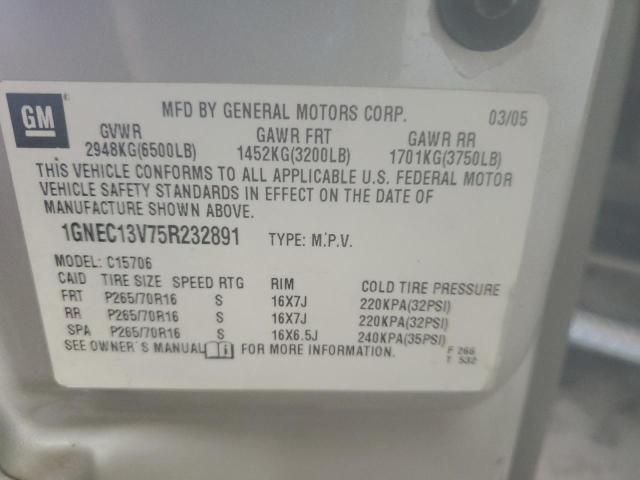 GM
MFD BY GENERAL MOTORS CORP. 03/05
GVWR GAWR FRT GAWR RR
2948KG(6500LB) 1452KG(3200LB) 1701KG(3750LB)
THIS VEHICLE CONFORMS TO ALL APPLICABLE U.S. FEDERAL MOTOR
VEHICLE SAFETY STANDARDS IN EFFECT ON THE DATE OF
MANUFACTURE SHOWN ABOVE.
1GNEC13V75R232891 TYPE: M.P.V.
MODEL: C15706
CAID TIRE SIZE SPEED RTG RIM COLD TIRE PRESSURE
FRT P265/70R16 S 16X7J 220KPA(32PSI)
RR P265/70R16 S 16X7J 220KPA(32PSI)
SPA P265/70R16 S 16X6.5J 240KPA(35PSI)
SEE OWNER'S MANUAL FOR MORE INFORMATION.
F 266
T 532